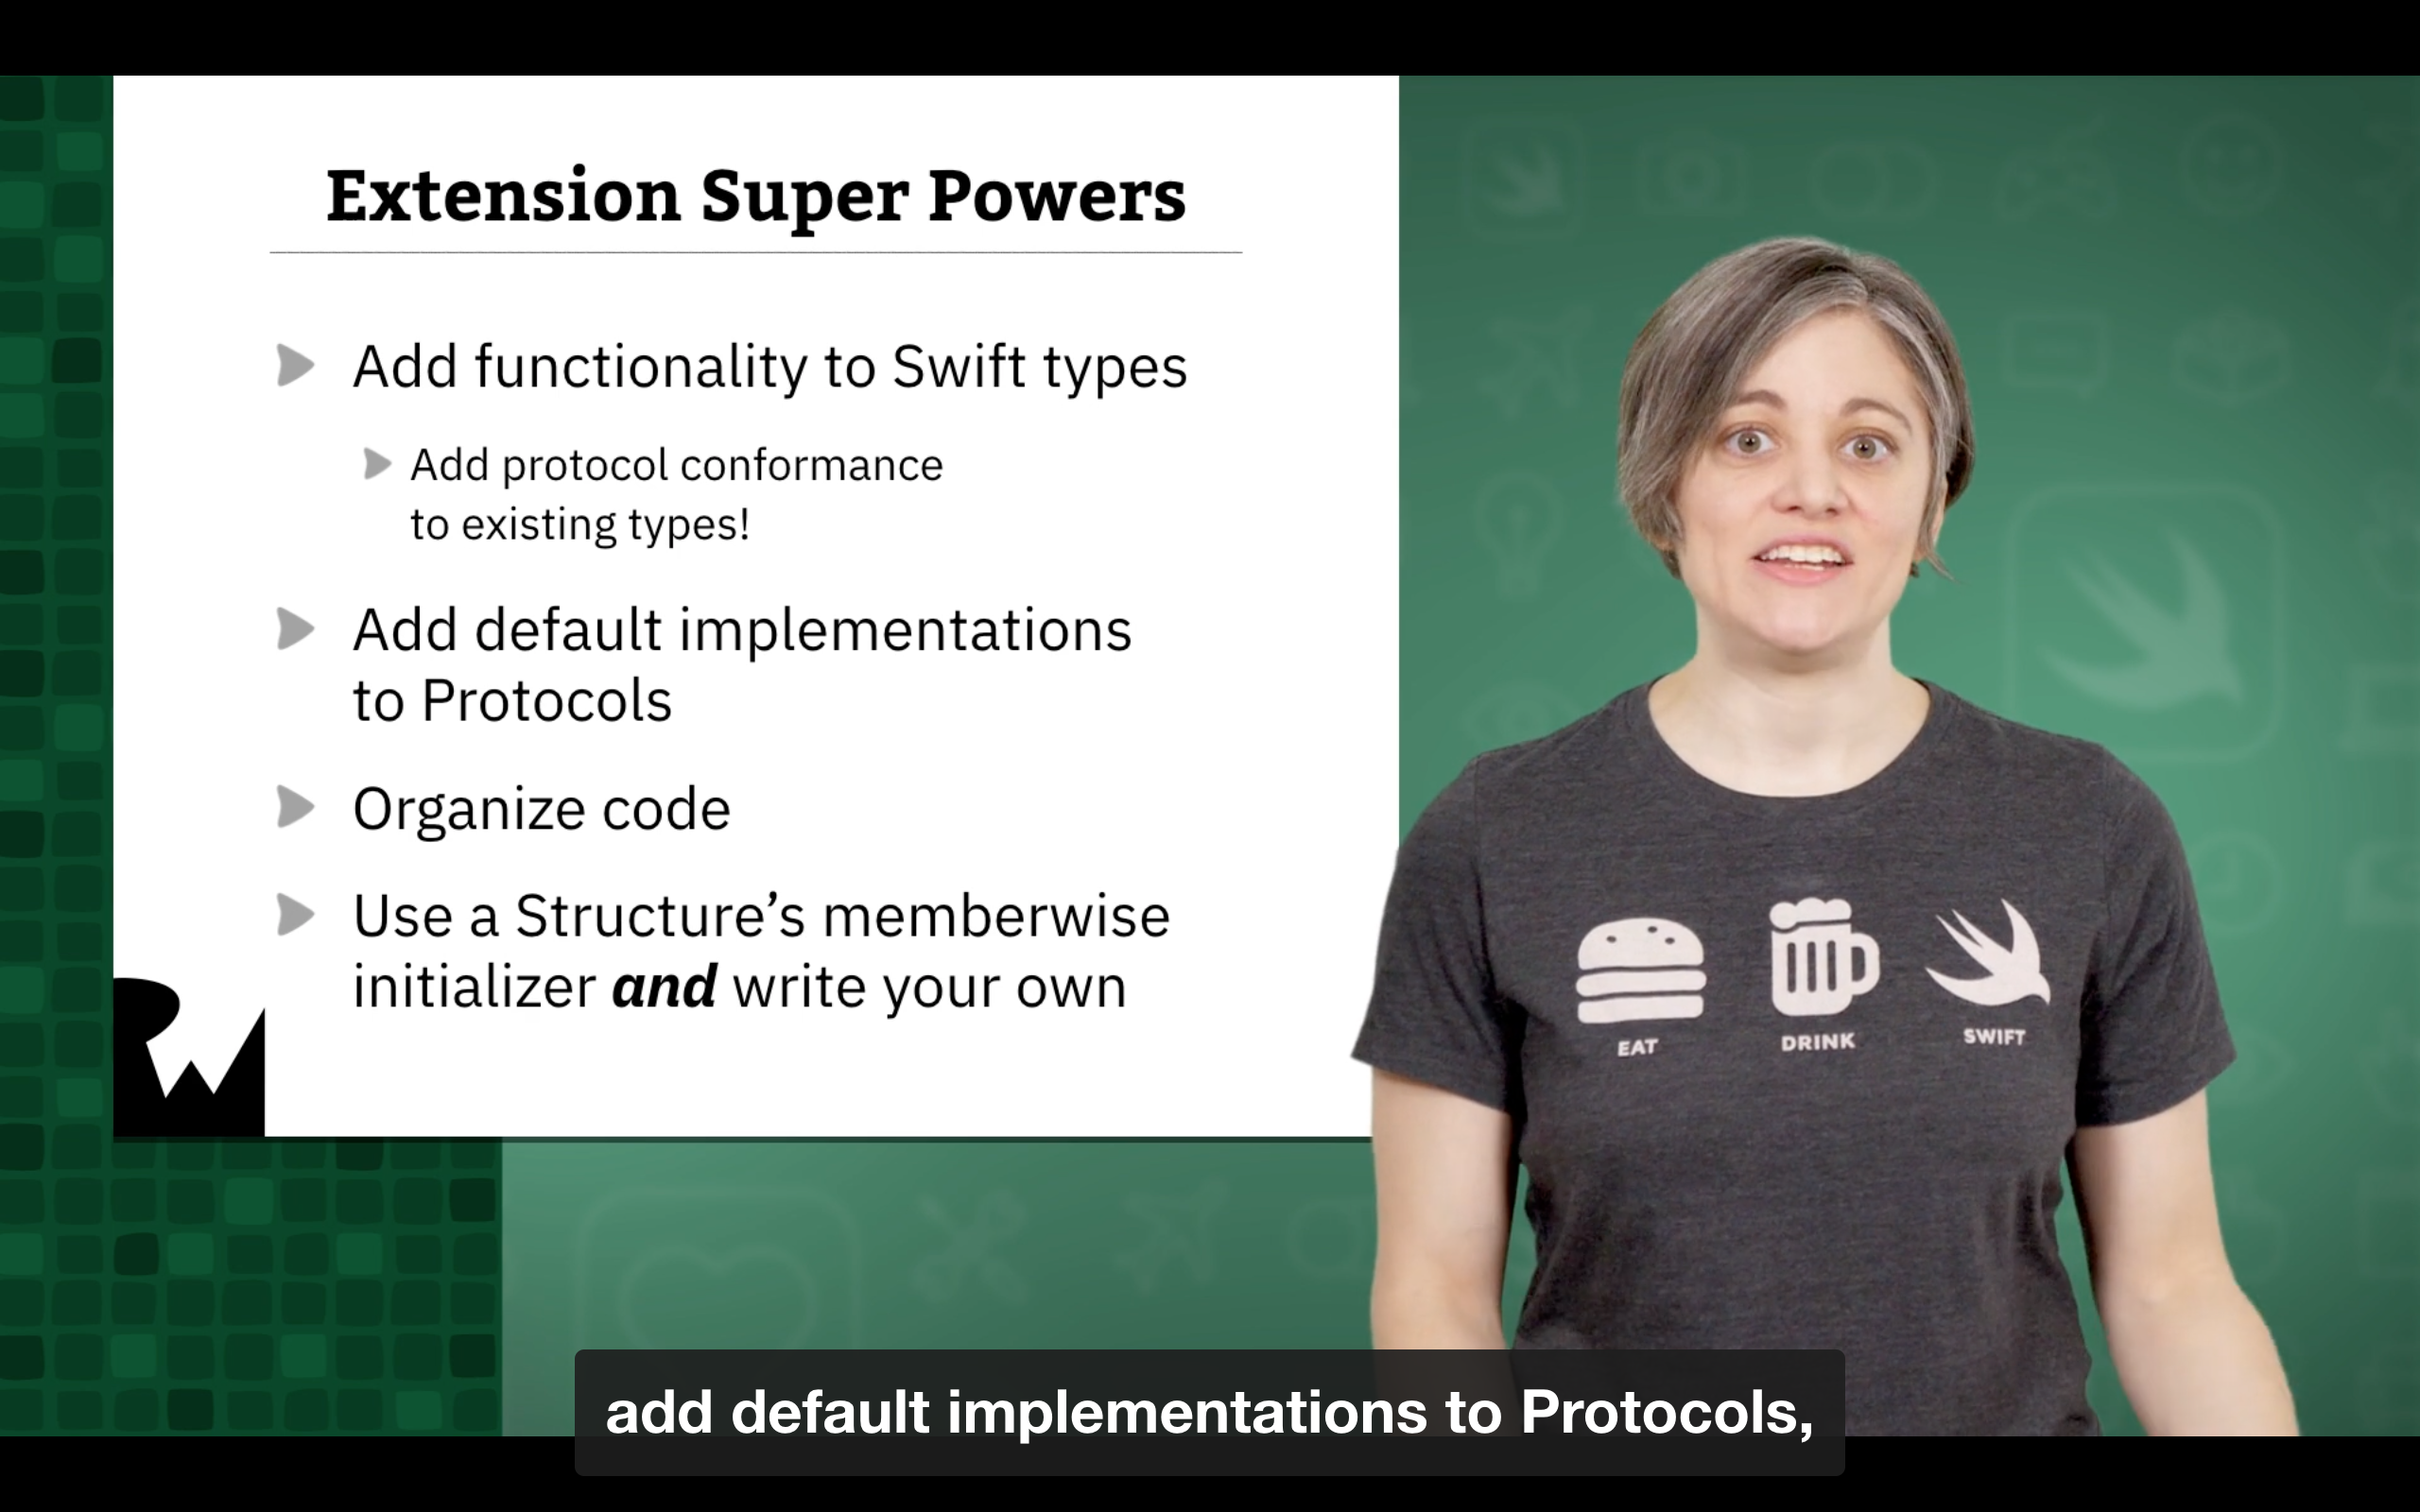 Extension Super Powers
Add functionality to Swift types
Add protocol conformance
to existing types!
Add default implementations
to Protocols
Organize code
Use a Structure’s memberwise
initializer and write your own
EAT
DRINK
SWIFT
add default implementations to Protocols,